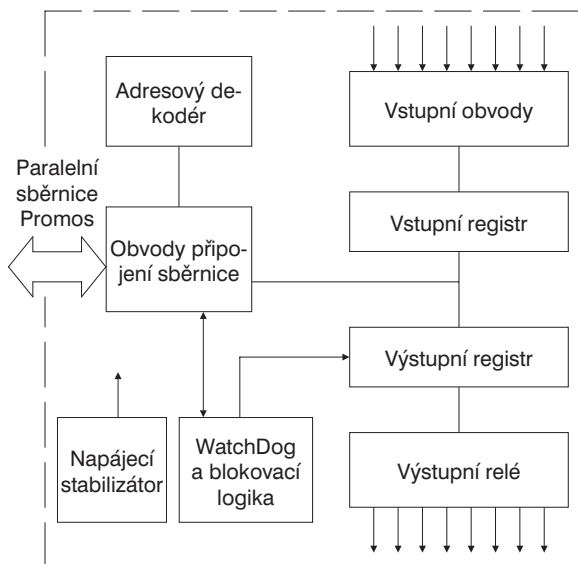 Adresový de-
kodér
Vstupní obvody
Paralelní
sběrnice
Promos
Vstupní registr
Obvody připo-
jení sběrnice
Výstupní registr
Napájecí
stabilizátor
WatchDog
a blokovací
logika
Výstupní relé